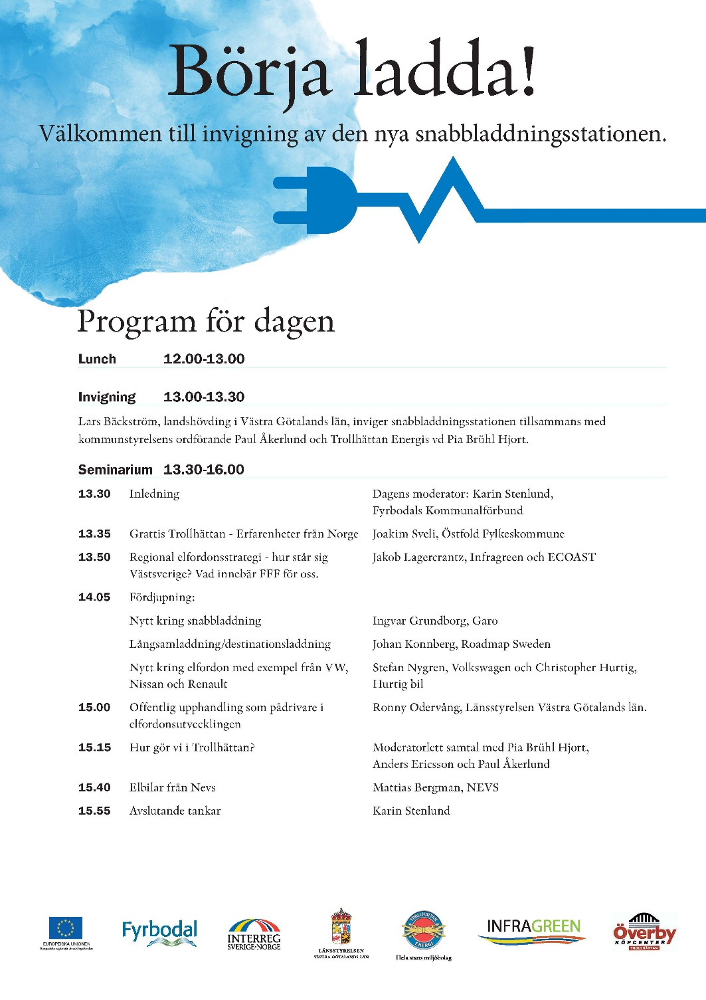 Börja ladda!
Välkommen till invigning av den nya snabbladdningsstationen.
Program för dagen
Lunch 12.00-13.00
Invigning 13.00-13.30
Lars Bäckström, landshövding i Västra Götalands län, inviger snabbladdningsstationen tillsammans med
kommunstyrelsens ordförande Paul Åkerlund och Trollhättan Energis vd Pia Brühl Hjort.
Seminarium 13.30-16.00
13.30 Inledning Dagens moderator: Karin Stenlund,
Fyrbodals Kommunalförbund
13.35 Grattis Trollhättan - Erfarenheter från Norge Joakim Sveli, Östfold Fylkeskommune
13.50 Regional elfordonsstrategi - hur står sig Jakob Lagercrantz, Infragreen och ECOAST
Västsverige? Vad innebär FFF för oss.
14.05 Fördjupning:
Nytt kring snabbladdning Ingvar Grundborg, Garo
Långsamladdning/destinationsladdning Johan Konnberg, Roadmap Sweden
Nytt kring elfordon med exempel från VW, Stefan Nygren, Volkswagen och Christopher Hurtig,
Nissan och Renault Hurtig bil
15.00 Offentlig upphandling som pådrivare i Ronny Odervång, Länsstyrelsen Västra Götalands län.
elfordonsutvecklingen
15.15 Hur gör vi i Trollhättan? Moderatorlett samtal med Pia Brühl Hjort,
Anders Ericsson och Paul Åkerlund
15.40 Elbilar från Nevs Mattias Bergman, NEVS
15.55 Avslutande tankar Karin Stenlund
EUROPEISKA UNIONEN
Europeiska regionala utvecklingsfonden
Fyrbodal
INTERREG
SVERIGE-NORGE
LÄNSSTYRELSEN
VÄSTRA GÖTALANDS LÄN
TROLLHÄTTAN
ENERGI
Hela stans miljöbolag
INFRAGREEN
Överby
KÖPCENTER
TROLLHÄTTAN